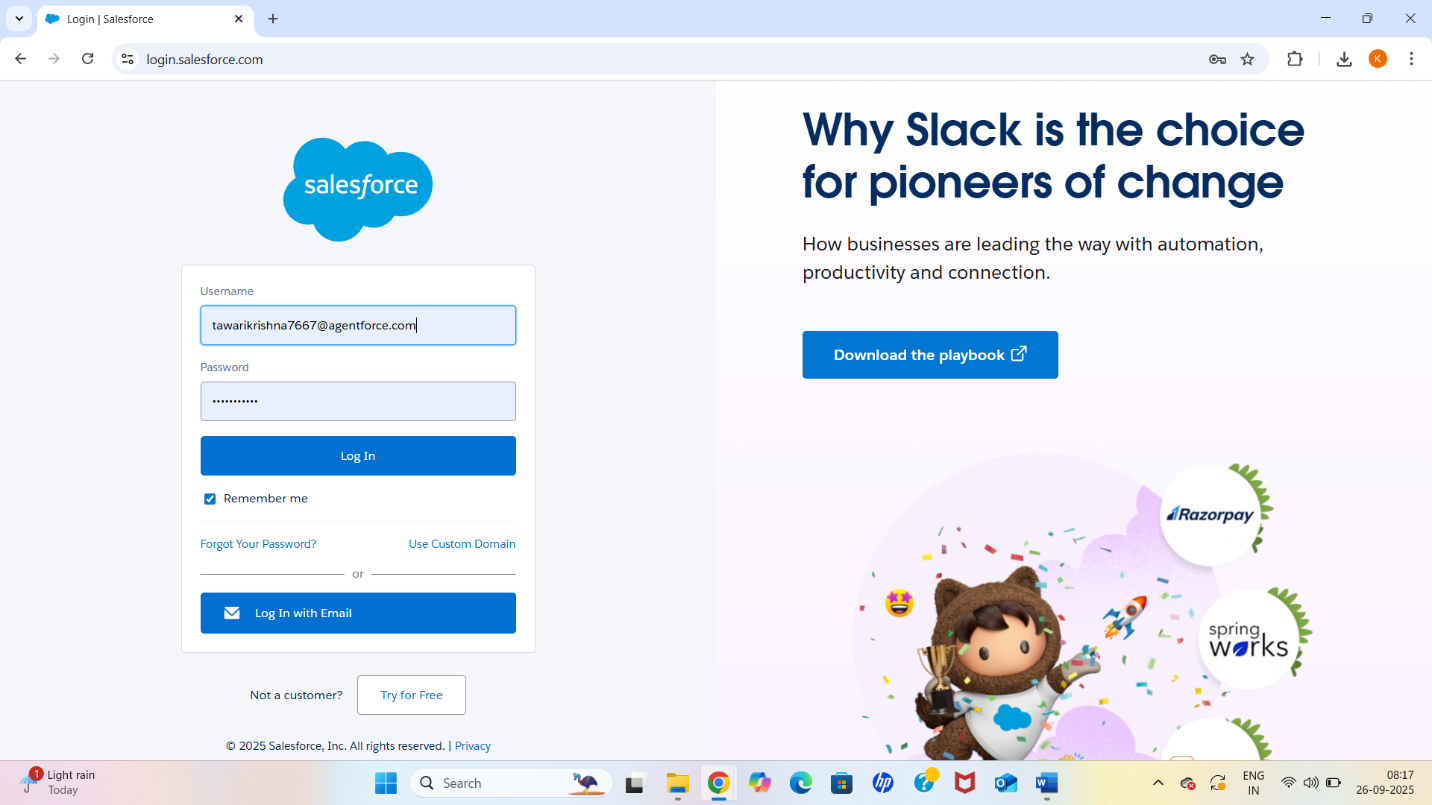 Login | Salesforce
login.salesforce.com
K
salesforce
Username
tawarikrishna7667@agentforce.com
Password
•••••••••••
Log In
Remember me
Forgot Your Password?
Use Custom Domain
or
Log In with Email
Not a customer?
Try for Free
© 2025 Salesforce, Inc. All rights reserved. | Privacy
Why Slack is the choice
for pioneers of change
How businesses are leading the way with automation,
productivity and connection.
Download the playbook
Razorpay
spring
works
1
Light rain
Today
Search
hp
ENG
IN
08:17
26-09-2025